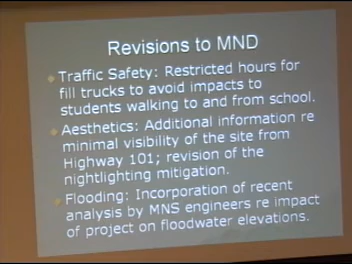 Revisions to MND
Traffic Safety: Restricted hours for
fill trucks to avoid impacts to
students walking to and from school.
Aesthetics: Additional information re
minimal visibility of the site from
Highway 101; revision of the
nightlighting mitigation.
Flooding: Incorporation of recent
analysis by MNS engineers re impact
of project on floodwater elevations.